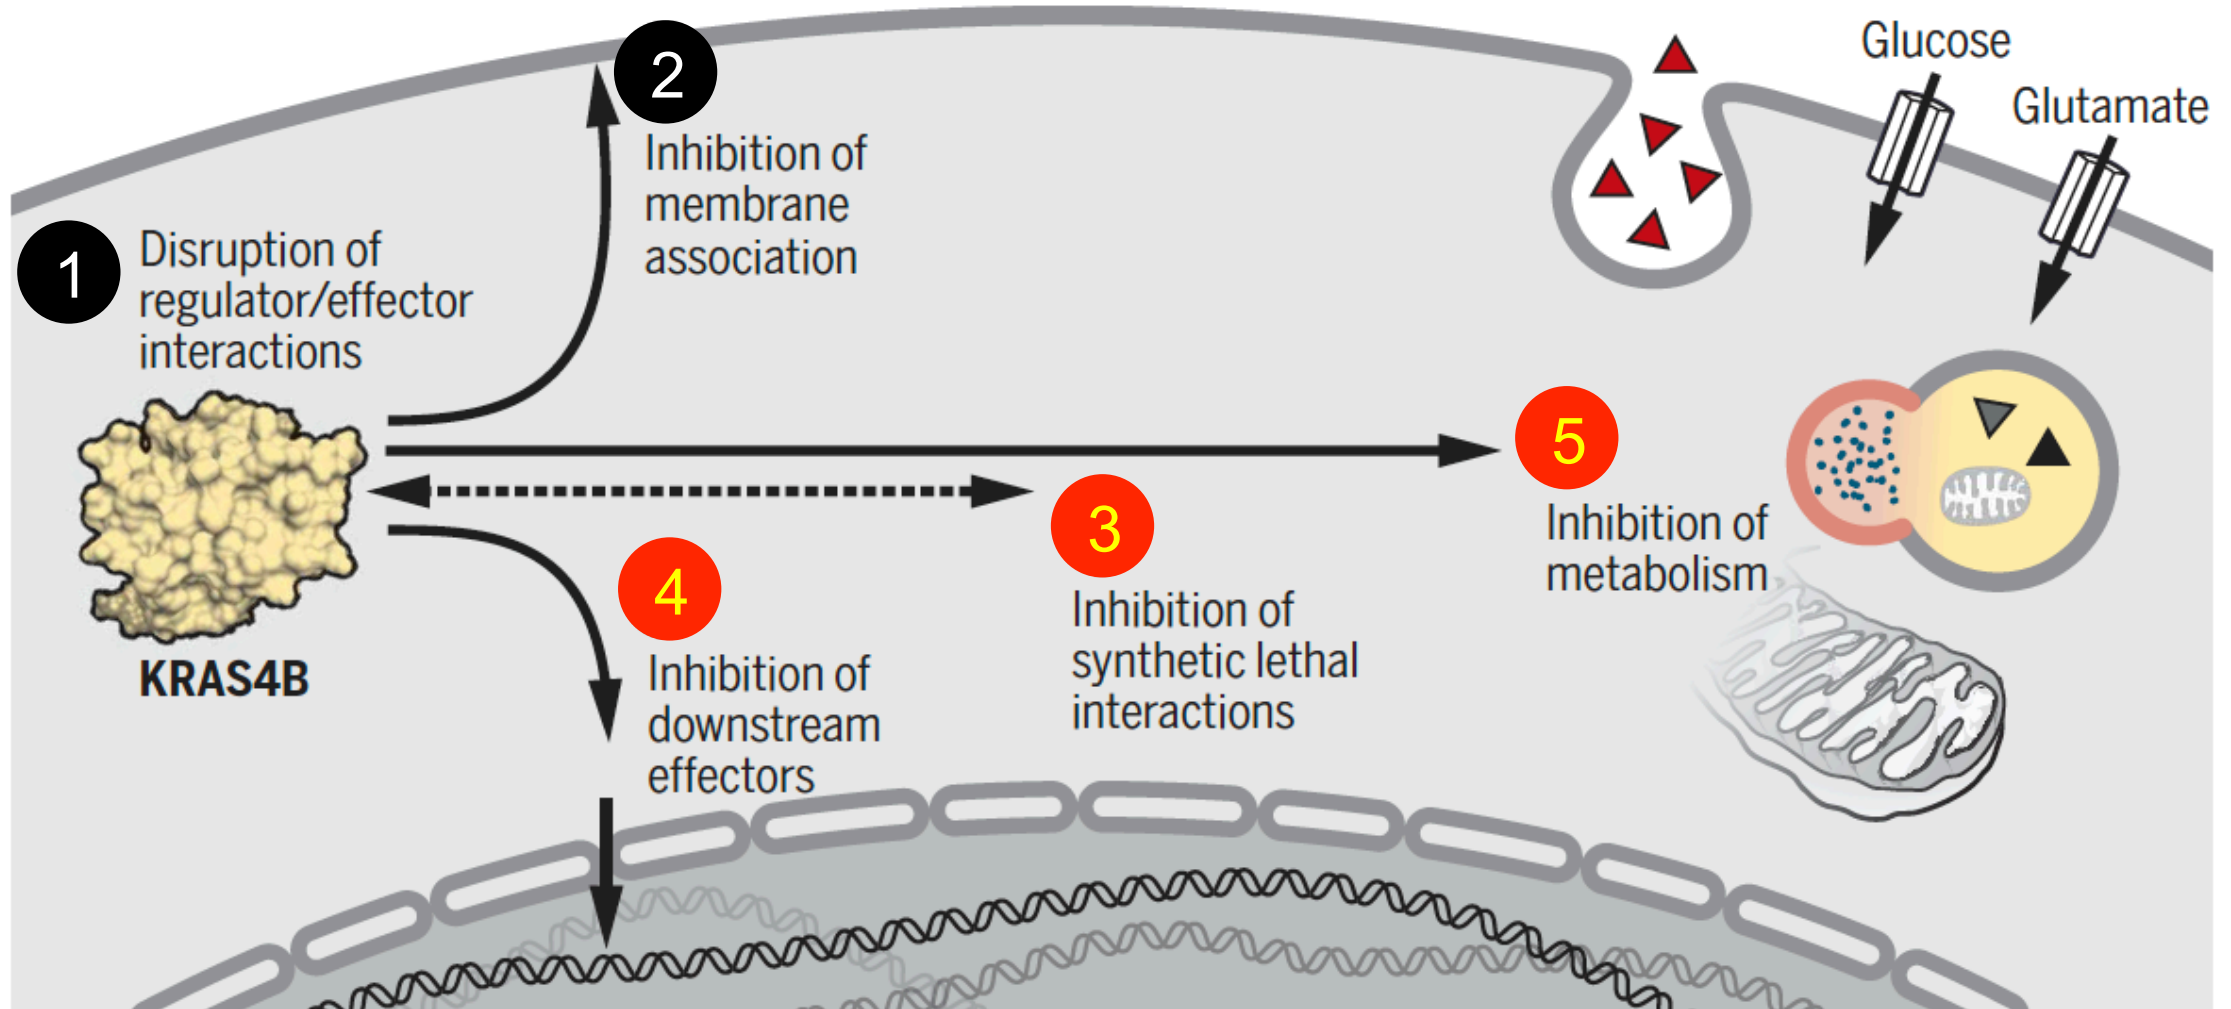 1
Disruption of
regulator/effector
interactions
KRAS4B
2
Inhibition of
membrane
association
3
Inhibition of
synthetic lethal
interactions
4
Inhibition of
downstream
effectors
5
Inhibition of
metabolism
Glucose
Glutamate